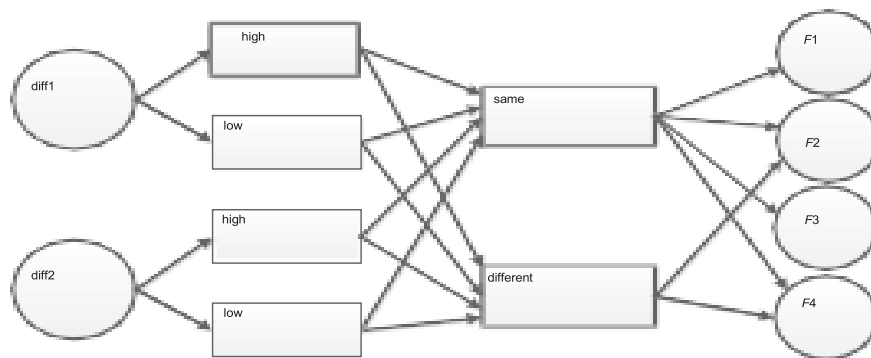 diff1
high
low
diff2
high
low
same
different
F1
F2
F3
F4